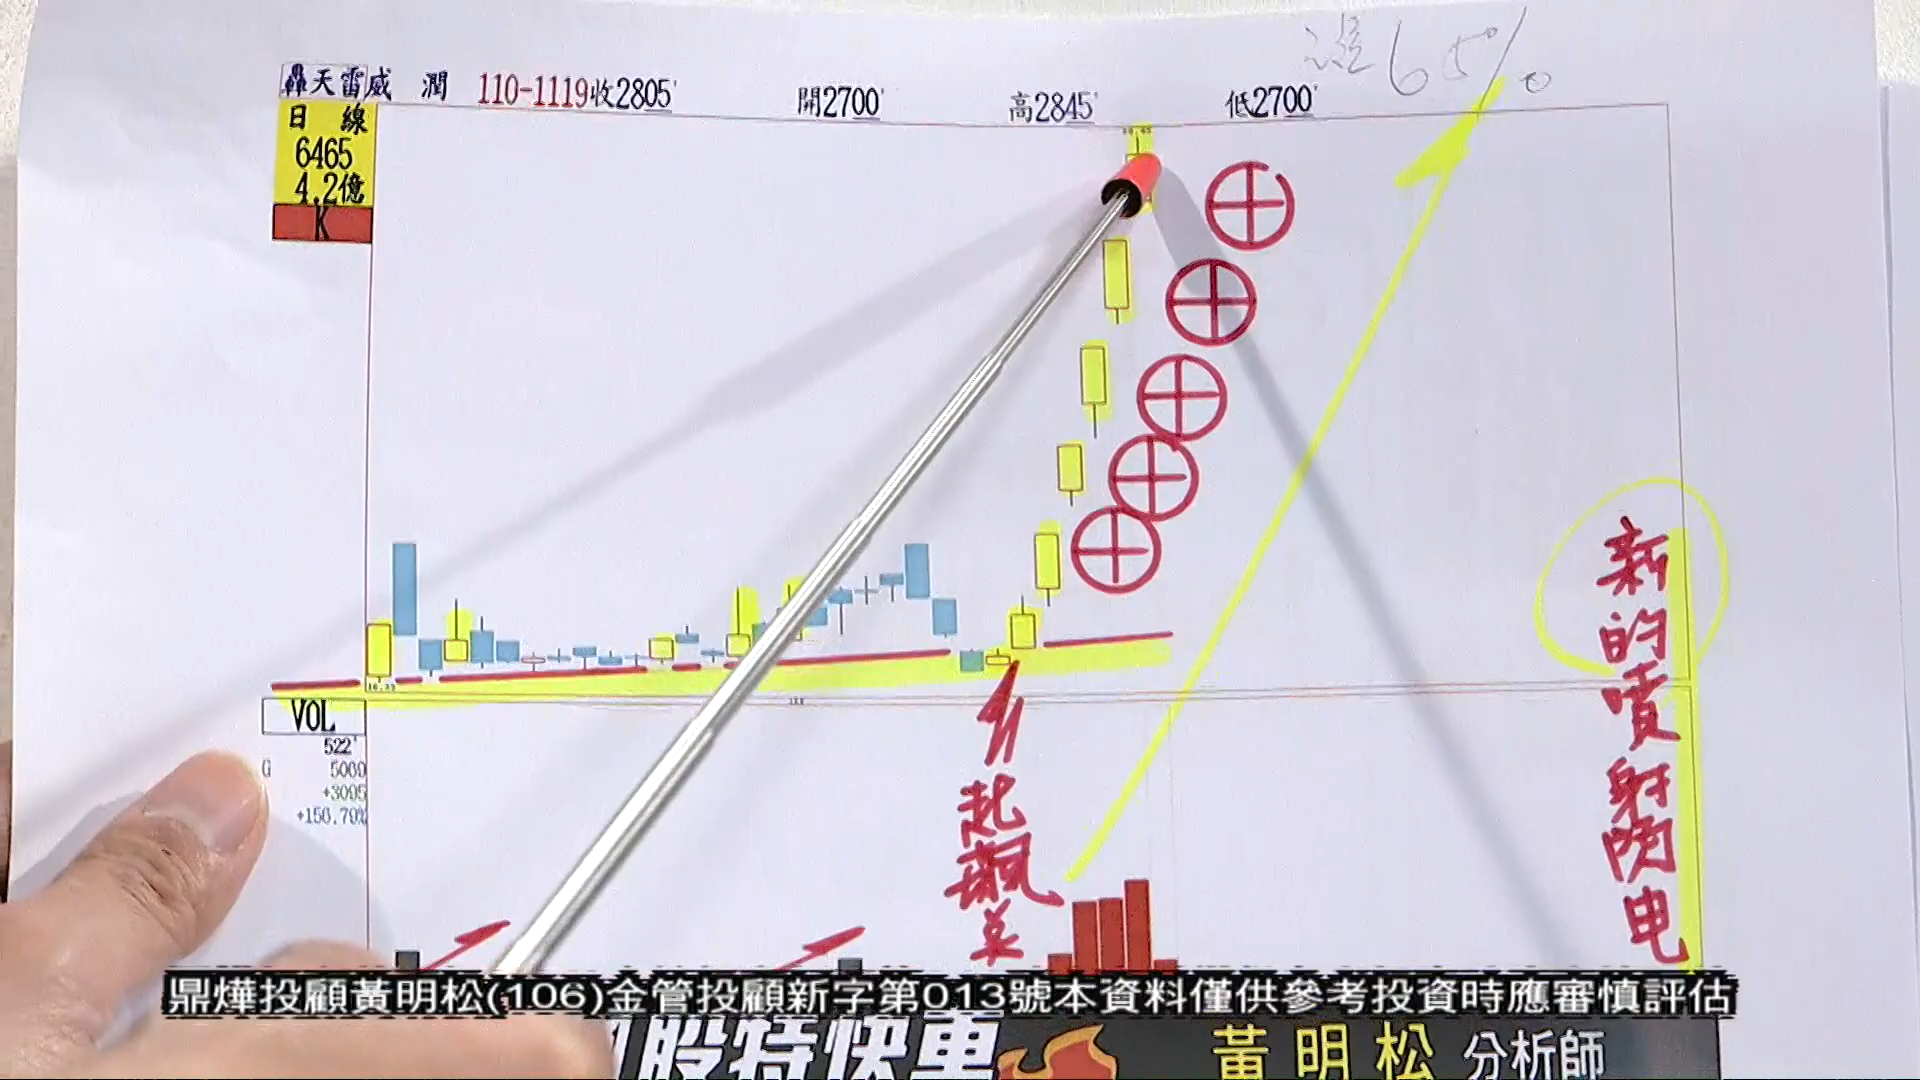 轟天雷威潤 110-1119收2805' 開2700' 高2845' 低2700'
漲65%
日線
6465
4.2億
K
新的噴射閃电
起飆點
VOL
522'
G 5060
+3095
+156.70%
鼎燁投顧黃明松(106)金管投顧新字第013號本資料僅供參考投資時應審慎評估
股特快車
黃明松 分析師